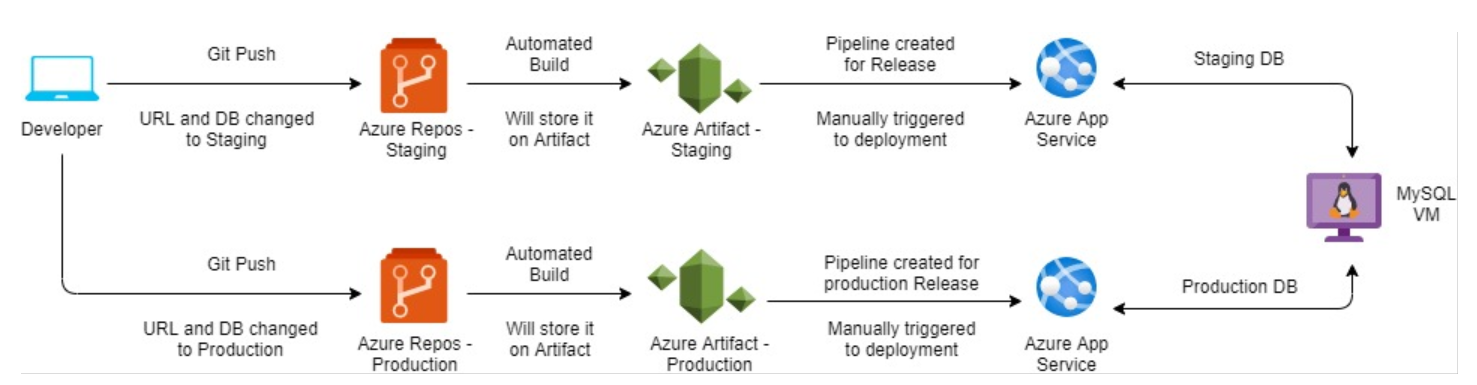 Git Push
URL and DB changed
to Staging
Developer
Azure Repos -
Staging
Automated
Build
Will store it
on Artifact
Azure Artifact -
Staging
Pipeline created
for Release
Manually triggered
to deployment
Azure App
Service
Staging DB
MySQL
VM
Git Push
URL and DB changed
to Production
Azure Repos -
Production
Automated
Build
Will store it
on Artifact
Azure Artifact -
Production
Pipeline created for
production Release
Manually triggered
to deployment
Azure App
Service
Production DB